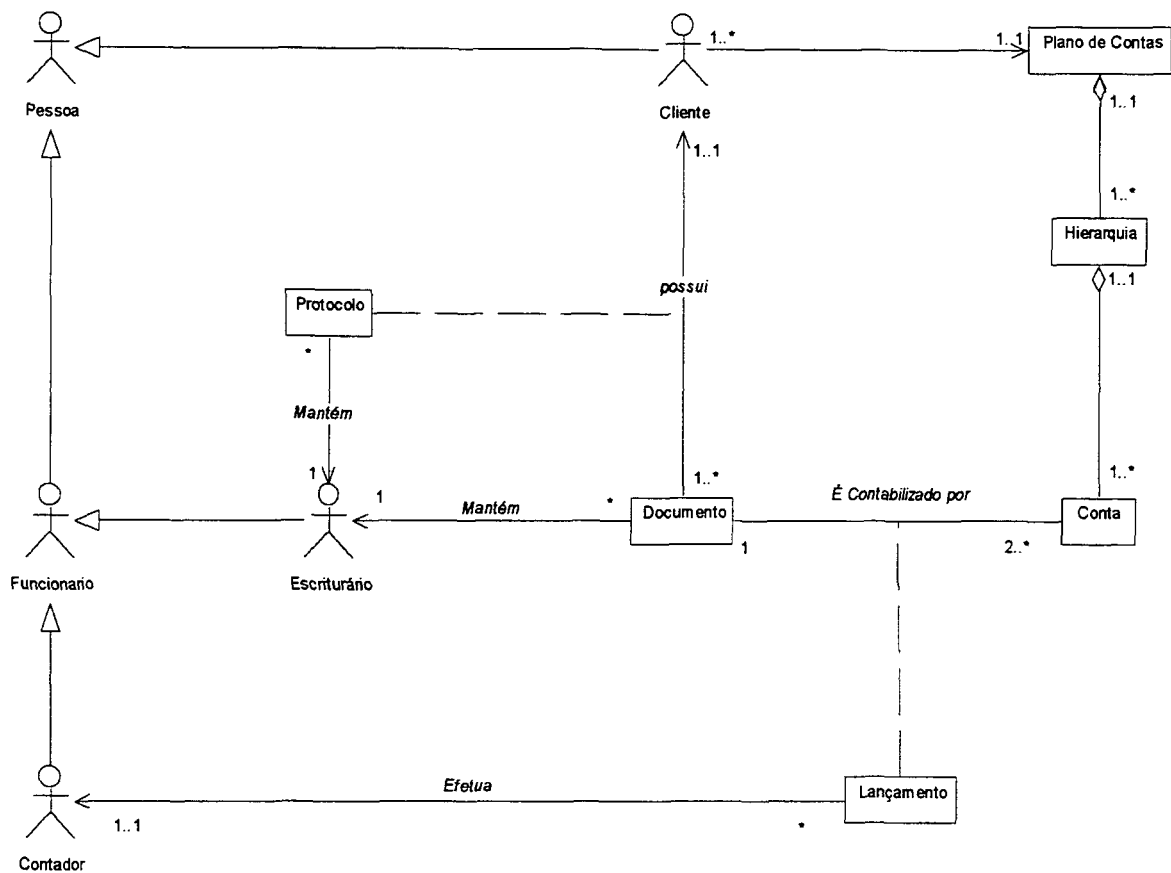 1..* 1..1 Plano de Contas
Pessoa Cliente 1..1
1..1
1..* 
Hierarquia
1..1
possui
Protocolo
*
Mantém
1..* 1..*
1 1 Mantém * Documento É Contabilizado por Conta
1 2..*
Funcionario Escriturário
Efetua Lançamento
1..1 *
Contador